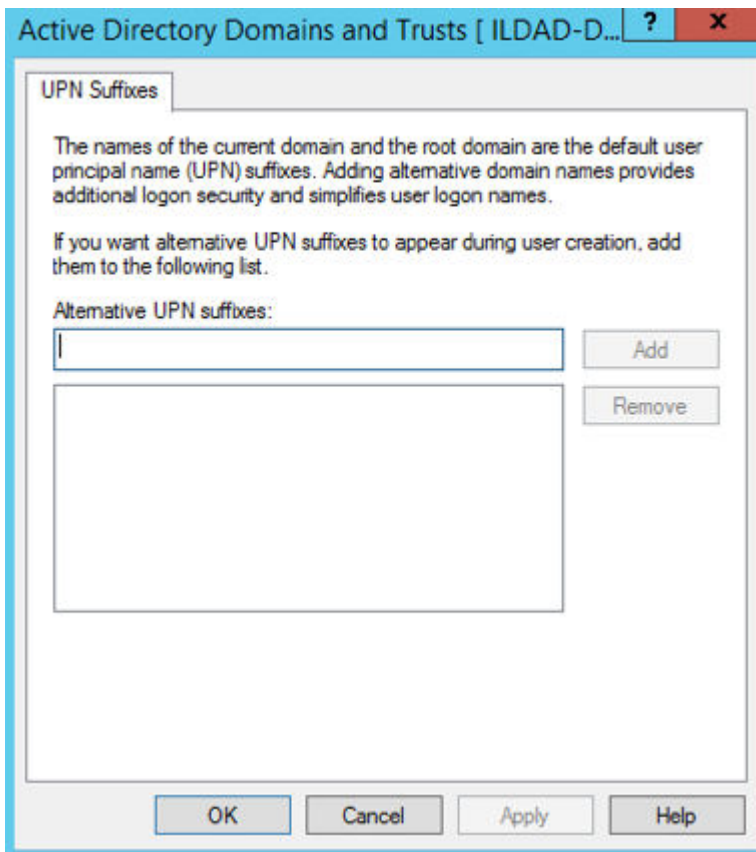 Active Directory Domains and Trusts [ ILDAD-D... ? x
UPN Suffixes
The names of the current domain and the root domain are the default user
principal name (UPN) suffixes. Adding alternative domain names provides
additional logon security and simplifies user logon names.
If you want alternative UPN suffixes to appear during user creation, add
them to the following list.
Alternative UPN suffixes:
Add
Remove
OK Cancel Apply Help